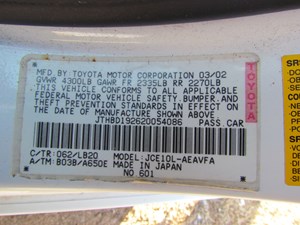 MFD. BY TOYOTA MOTOR CORPORATION 03/02
GVWR 4300LB GAWR FR 2335LB RR 2270LB
THIS VEHICLE CONFORMS TO ALL
APPLICABLE FEDERAL MOTOR
VEHICLE SAFETY, BUMPER, AND
THEFT PREVENTION STANDARDS IN
EFFECT ON THE DATE OF
MANUFACTURE SHOWN ABOVE.
JTHBD192620054086 PASS.CAR
C/TR: 062/LB20 MODEL: JCE10L-AEAVFA
A/TM: B03B/A650E MADE IN JAPAN
NO.601
TOYOTA
SRS